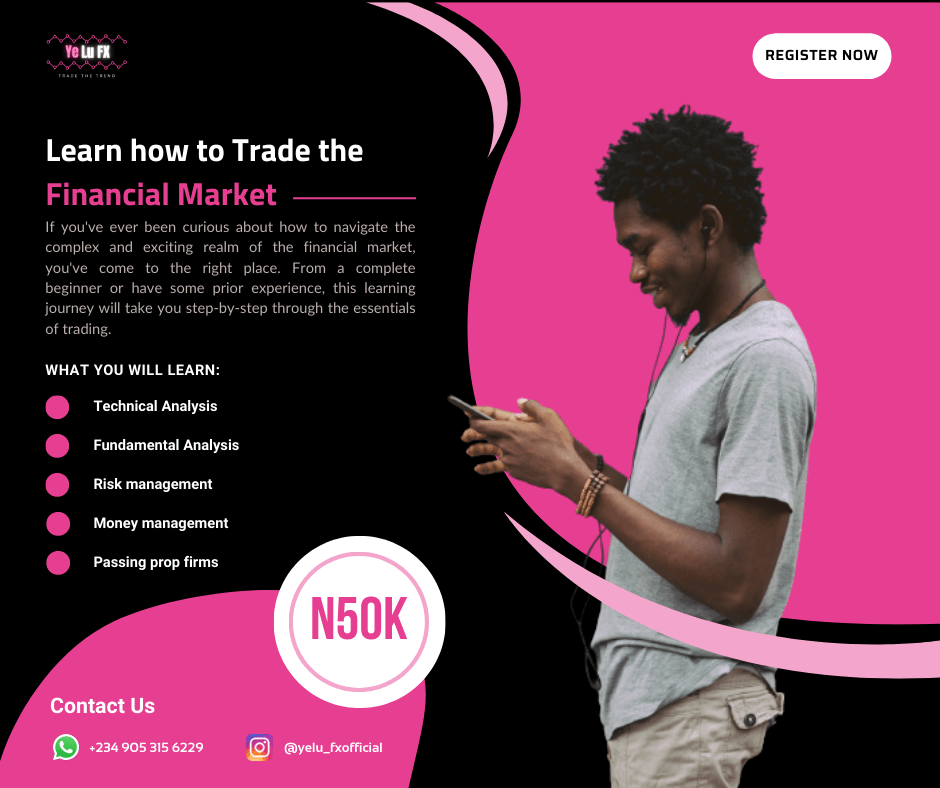 Ye Lu FX
TRADE THE TREND
REGISTER NOW
Learn how to Trade the
Financial Market
If you've ever been curious about how to navigate the
complex and exciting realm of the financial market,
you've come to the right place. From a complete
beginner or have some prior experience, this learning
journey will take you step-by-step through the essentials
of trading.
WHAT YOU WILL LEARN:
Technical Analysis
Fundamental Analysis
Risk management
Money management
Passing prop firms
N50K
Contact Us
+234 905 315 6229
@yelu_fxofficial